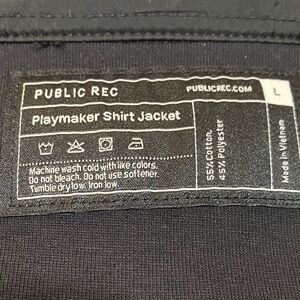 PUBLIC REC
PUBLICREC.COM
L
Playmaker Shirt Jacket
Machine wash cold with like colors.
Do not bleach. Do not use softener.
Tumble dry low. Iron low.
55% Cotton,
45% Polyester
Made in Vietnam